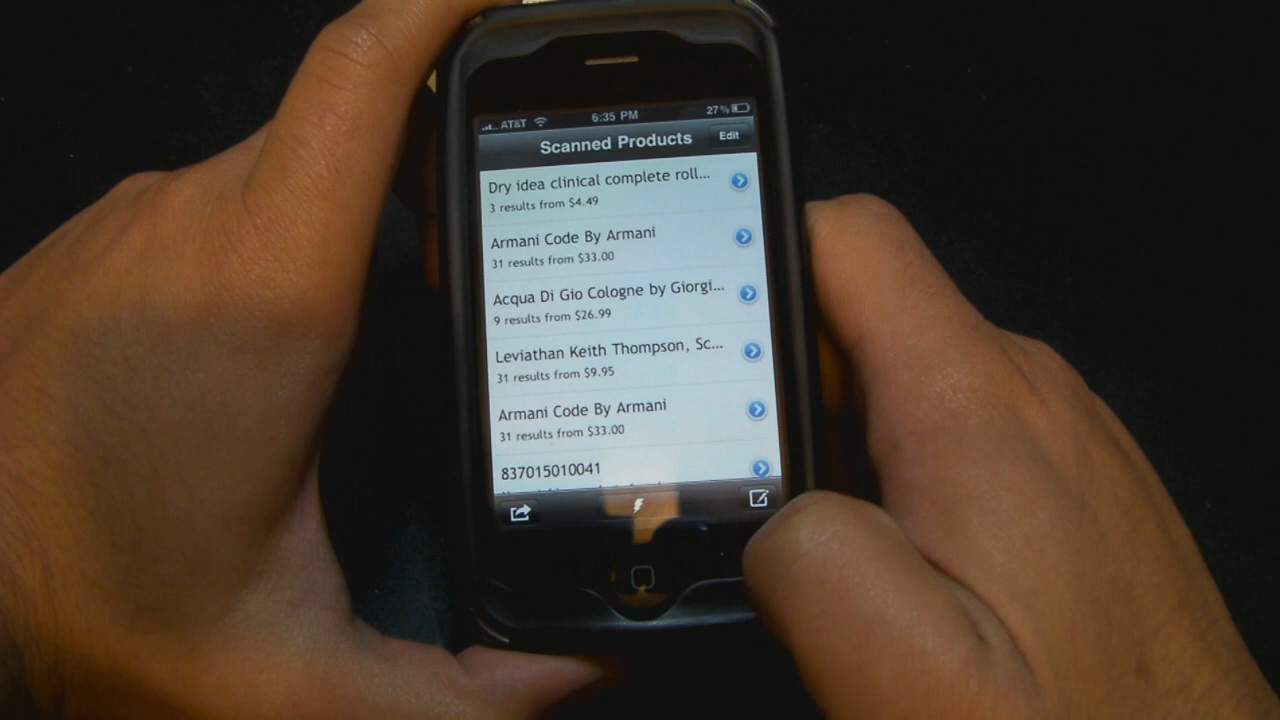 AT&T 6:35 PM 27%
Scanned Products Edit
Dry idea clinical complete roll...
3 results from $4.49
Armani Code By Armani
31 results from $33.00
Acqua Di Gio Cologne by Giorgi...
9 results from $26.99
Leviathan Keith Thompson, Sc...
31 results from $9.95
Armani Code By Armani
31 results from $33.00
837015010041